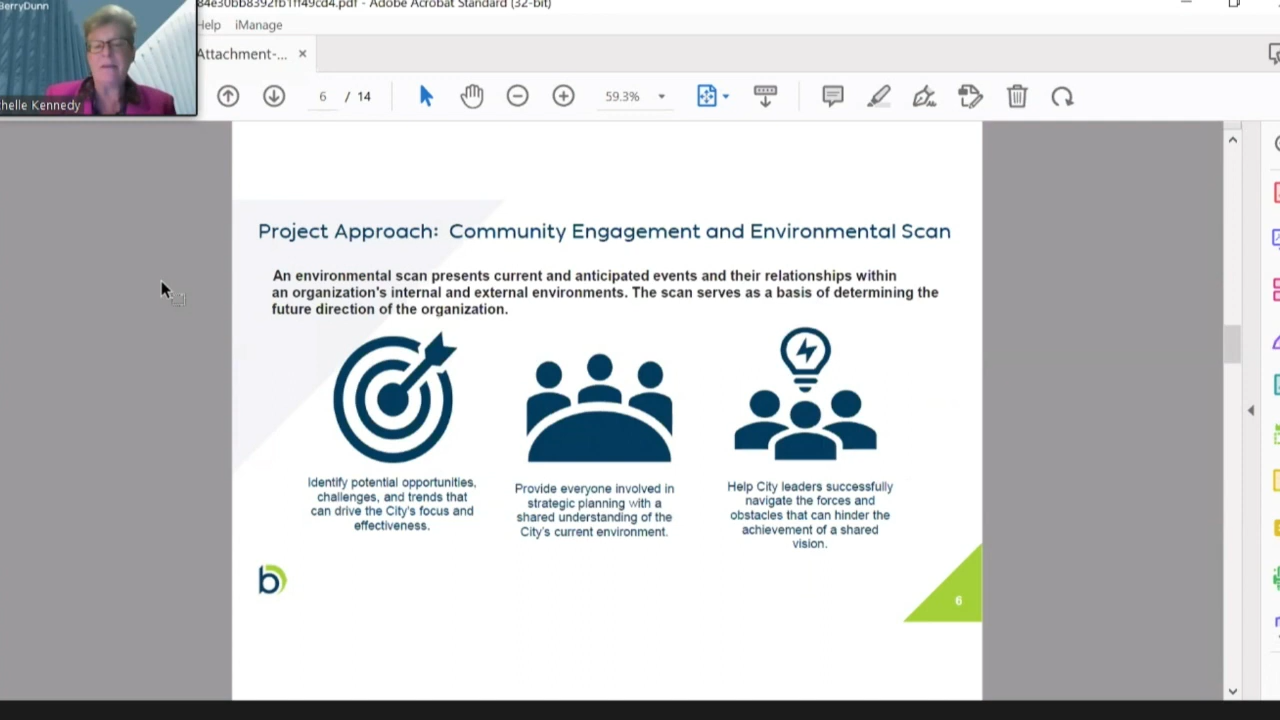 BerryDunn
84e30bb8392fb1ff49cd4.pdf - Adobe Acrobat Standard (32-bit)
Help iManage
Attachment-... ×
chelle Kennedy
6 / 14
59.3%
Project Approach: Community Engagement and Environmental Scan
An environmental scan presents current and anticipated events and their relationships within
an organization's internal and external environments. The scan serves as a basis of determining the
future direction of the organization.
Identify potential opportunities,
challenges, and trends that
can drive the City's focus and
effectiveness.
Provide everyone involved in
strategic planning with a
shared understanding of the
City's current environment.
Help City leaders successfully
navigate the forces and
obstacles that can hinder the
achievement of a shared
vision.
b
6